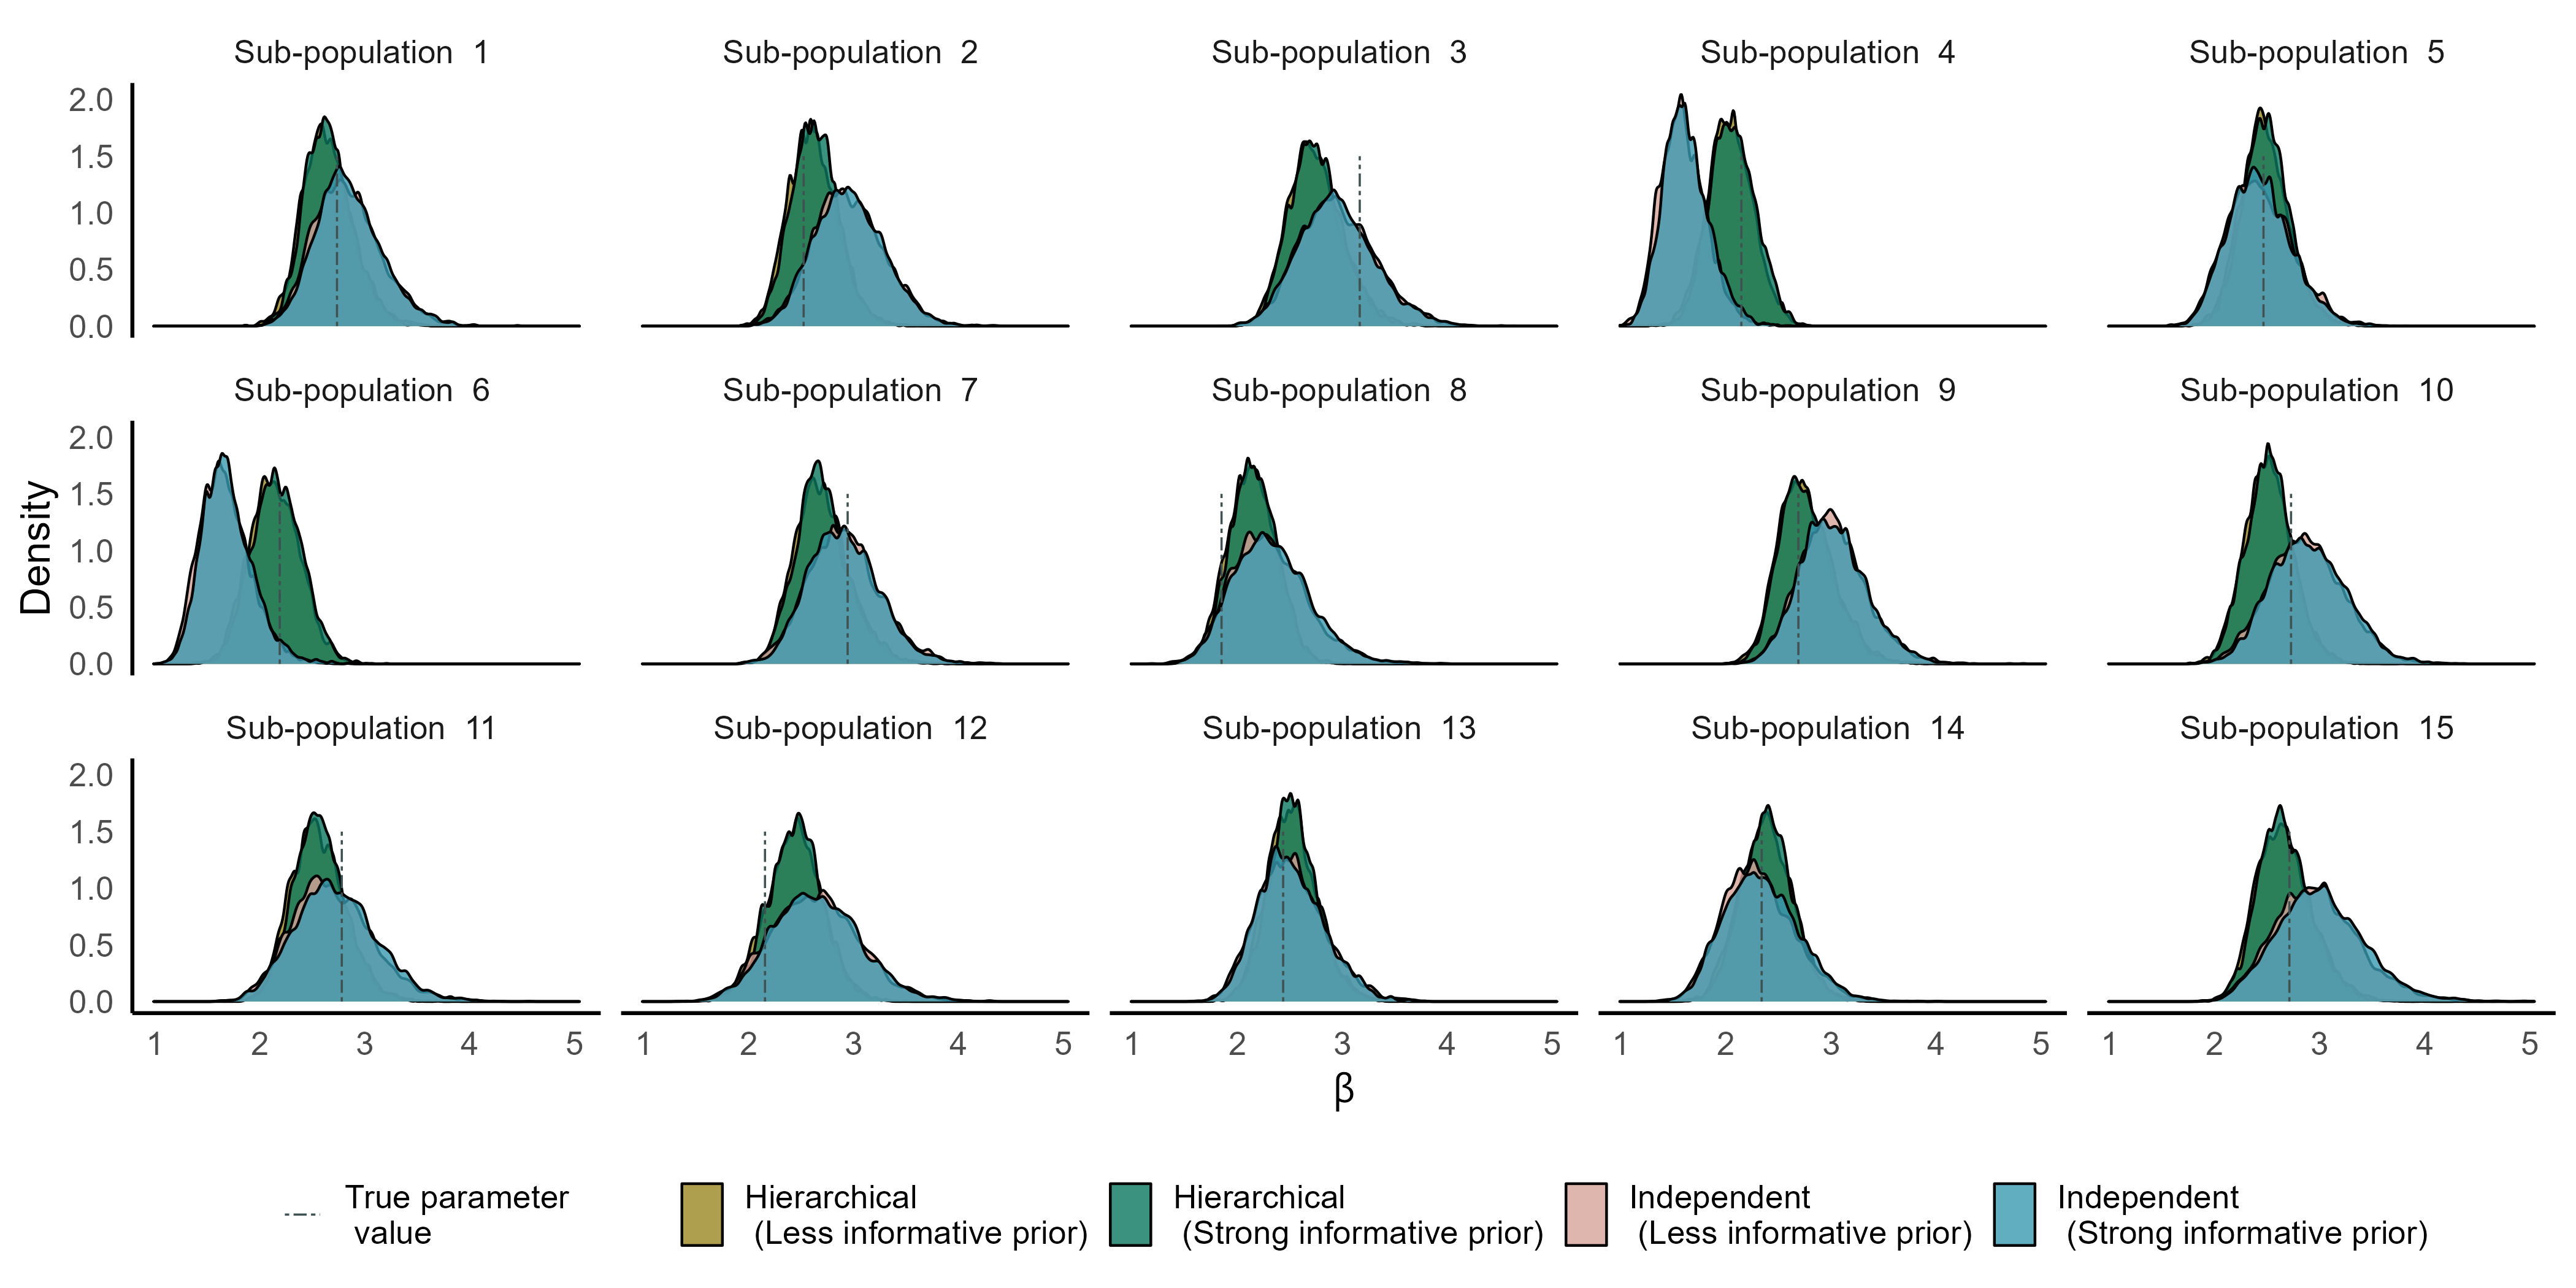 Sub-population 1
Sub-population 2
Sub-population 3
Sub-population 4
Sub-population 5
2.0
1.5
1.0
0.5
0.0
Sub-population 6
Sub-population 7
Sub-population 8
Sub-population 9
Sub-population 10
Density
2.0
1.5
1.0
0.5
0.0
Sub-population 11
Sub-population 12
Sub-population 13
Sub-population 14
Sub-population 15
2.0
1.5
1.0
0.5
0.0
1 2 3 4 5
1 2 3 4 5
1 2 3 4 5
1 2 3 4 5
1 2 3 4 5
β
True parameter
value
Hierarchical
(Less informative prior)
Hierarchical
(Strong informative prior)
Independent
(Less informative prior)
Independent
(Strong informative prior)